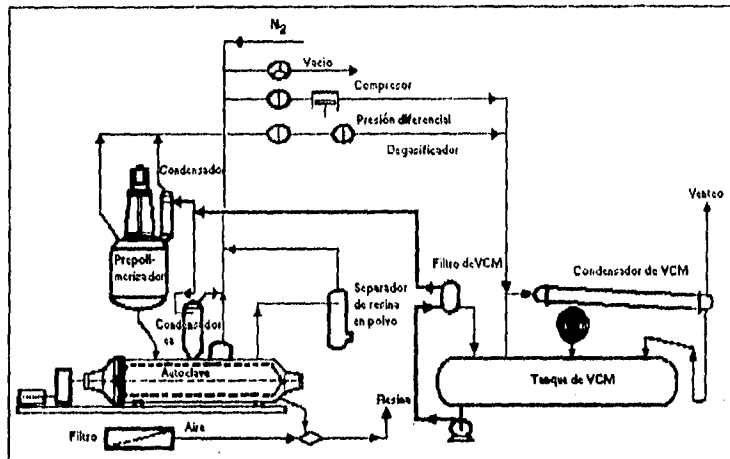 N₂
Vacio
Compresor
Presión diferencial
Degasificador
Condensador
Venteo
Prepoli-
merizador
Filtro de VCM
Condensador de VCM
Separador
de resina
en polvo
Condensador
es
Autoclave
Tanque de VCM
Resina
Filtro
Aire